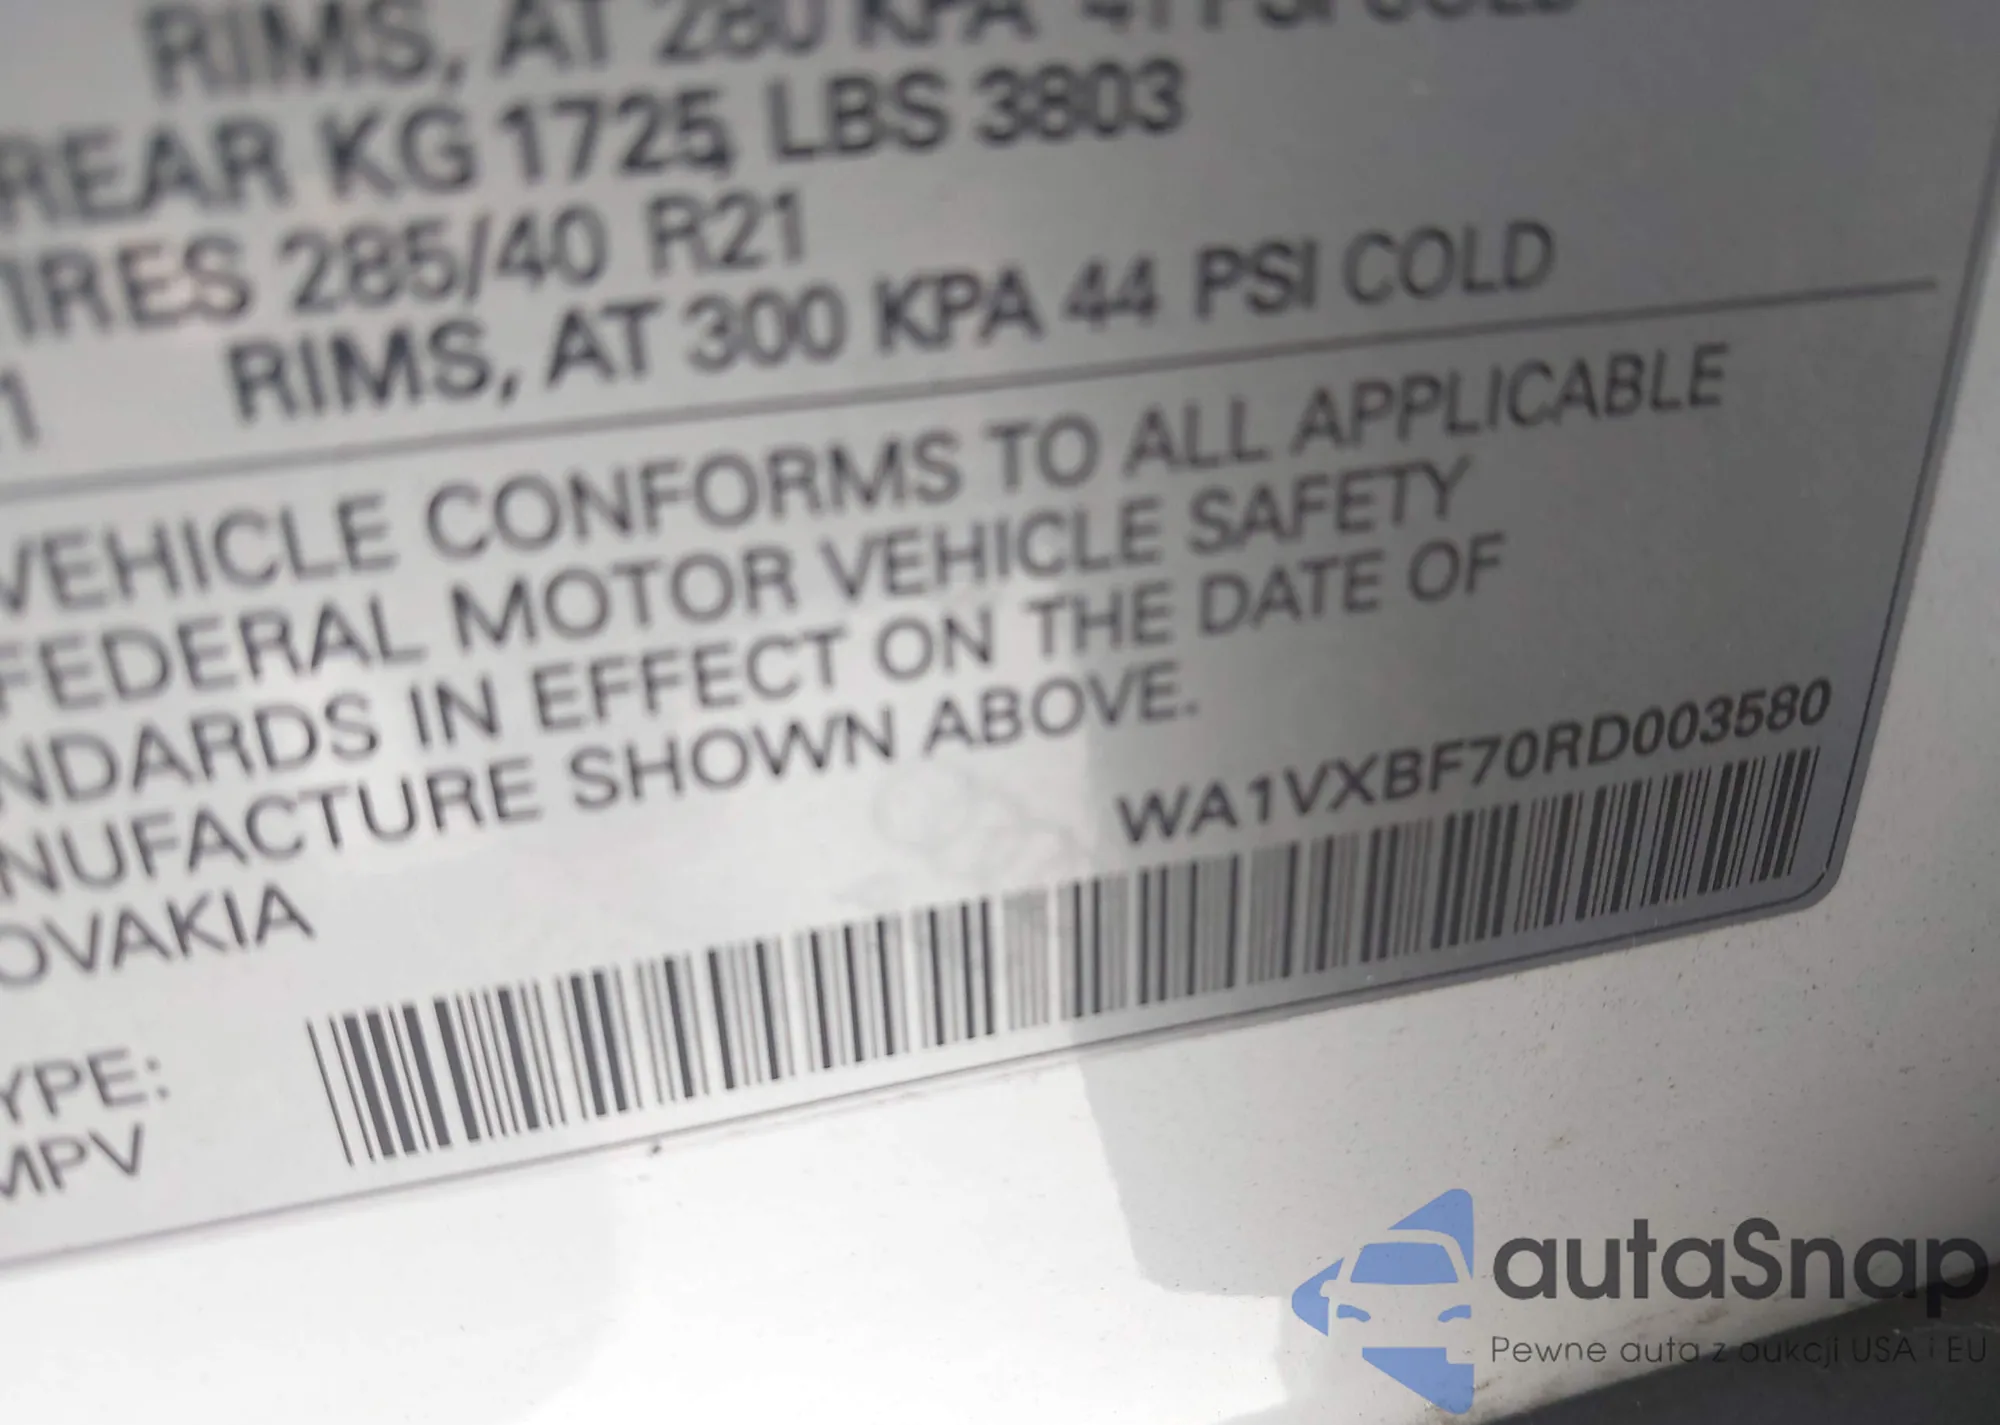 RIMS, AT 280 KPA 41 PSI COLD
REAR KG 1725 LBS 3803
IRES 285/40 R21
1 RIMS, AT 300 KPA 44 PSI COLD
VEHICLE CONFORMS TO ALL APPLICABLE
FEDERAL MOTOR VEHICLE SAFETY
NDARDS IN EFFECT ON THE DATE OF
NUFACTURE SHOWN ABOVE.
OVAKIA
WA1VXBF70RD003580
YPE:
MPV
autaSnap
Pewne auta z aukcji USA i EU